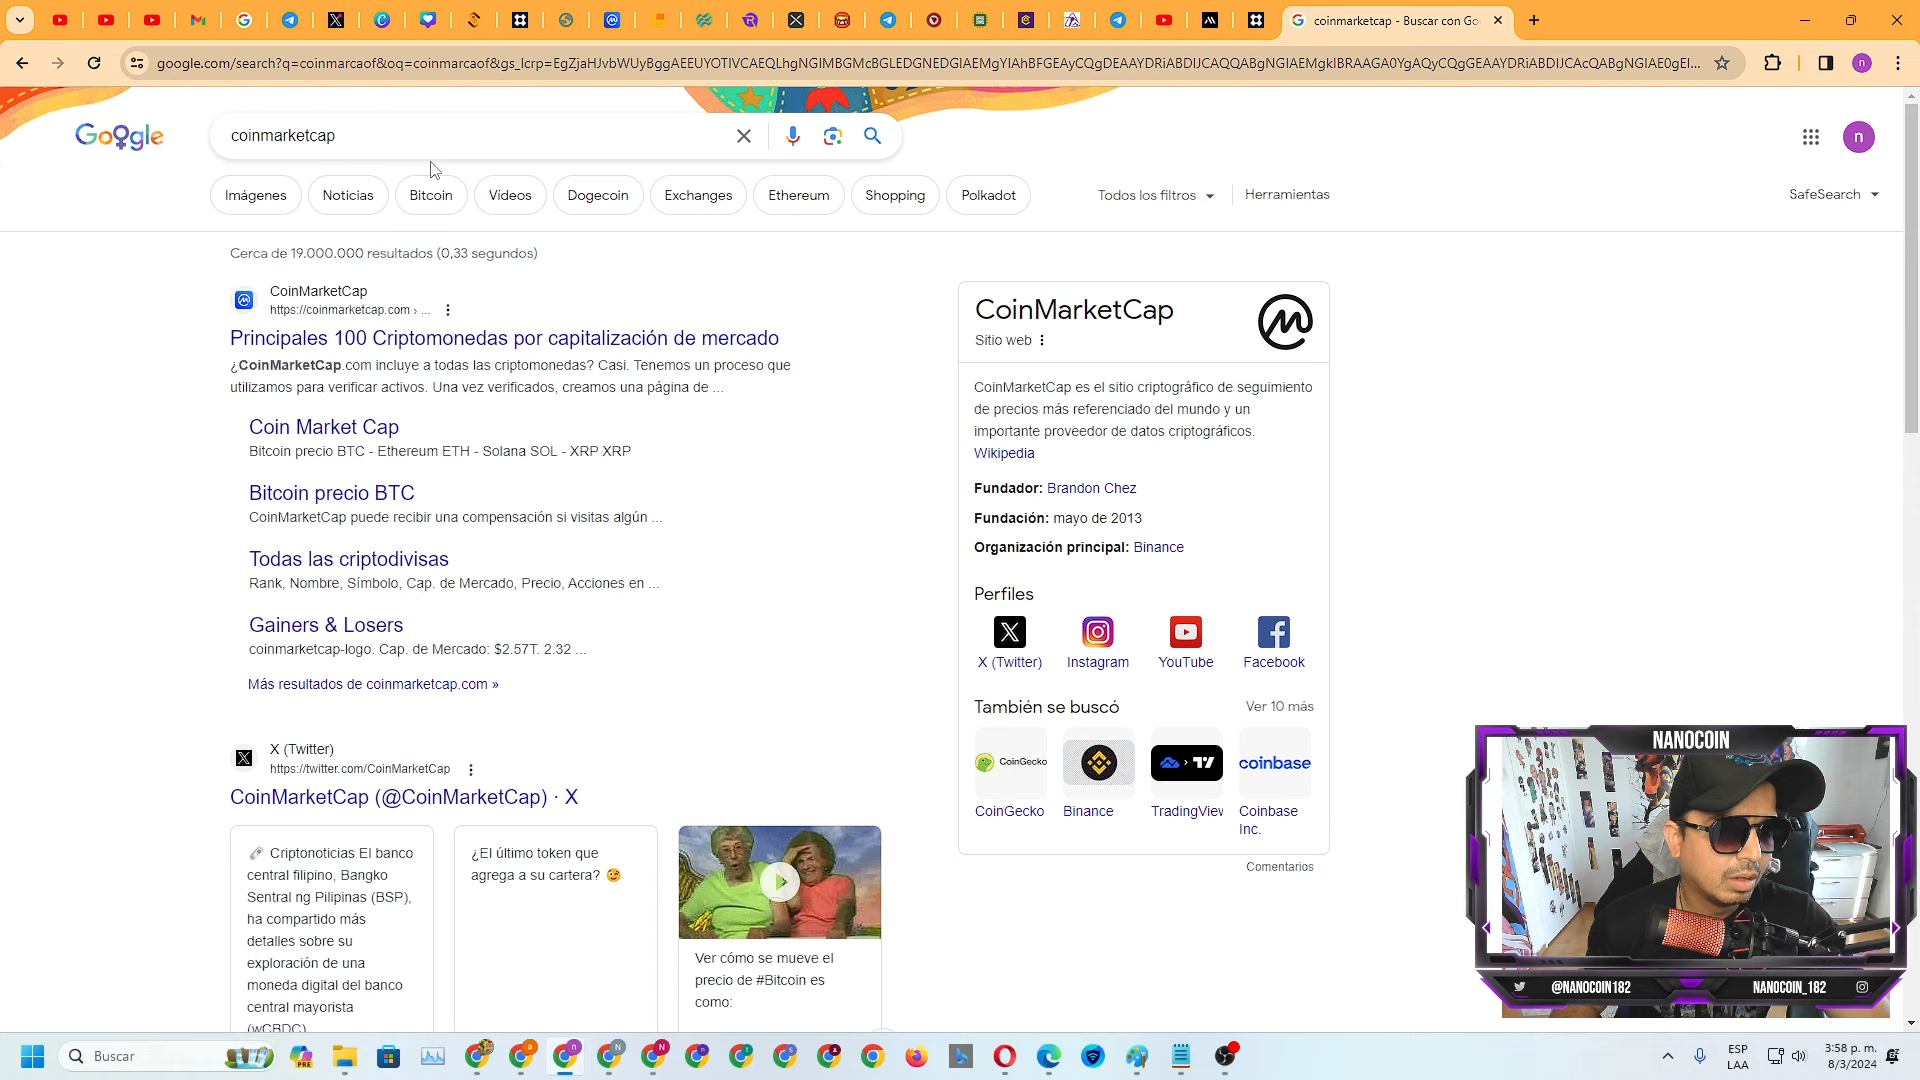 coinmarketcap - Buscar con Go
google.com/search?q=coinmarcaof&oq=coinmarcaof&gs_lcrp=EgZjaHJvbWUyBggAEEUYOTIVCAEQLhgNGIMBGMcBGLEDGNEDGIAEMgYIAhBFGEAyCQgDEAAYDRiABDIJCAQQABgNGIAEMgkIBRAAGA0YgAQyCQgGEAAYDRiABDIJCAcQABgNGIAE0gEI...
Google
coinmarketcap
n
Imágenes
Noticias
Bitcoin
Vídeos
Dogecoin
Exchanges
Ethereum
Shopping
Polkadot
Todos los filtros
Herramientas
SafeSearch
Cerca de 19.000.000 resultados (0,33 segundos)
CoinMarketCap
https://coinmarketcap.com › ...
Principales 100 Criptomonedas por capitalización de mercado
¿CoinMarketCap.com incluye a todas las criptomonedas? Casi. Tenemos un proceso que
utilizamos para verificar activos. Una vez verificados, creamos una página de ...
Coin Market Cap
Bitcoin precio BTC - Ethereum ETH - Solana SOL - XRP XRP
Bitcoin precio BTC
CoinMarketCap puede recibir una compensación si visitas algún ...
Todas las criptodivisas
Rank, Nombre, Símbolo, Cap. de Mercado, Precio, Acciones en ...
Gainers & Losers
coinmarketcap-logo. Cap. de Mercado: $2.57T. 2.32 ...
Más resultados de coinmarketcap.com »
X (Twitter)
https://twitter.com/CoinMarketCap
CoinMarketCap (@CoinMarketCap) · X
🗞️ Criptonoticias El banco
central filipino, Bangko
Sentral ng Pilipinas (BSP),
ha compartido más
detalles sobre su
exploración de una
moneda digital del banco
central mayorista
(wCBDC)
¿El último token que
agrega a su cartera? 😉
Ver cómo se mueve el
precio de #Bitcoin es
como:
CoinMarketCap
Sitio web
CoinMarketCap es el sitio criptográfico de seguimiento
de precios más referenciado del mundo y un
importante proveedor de datos criptográficos.
Wikipedia
Fundador: Brandon Chez
Fundación: mayo de 2013
Organización principal: Binance
Perfiles
X (Twitter)
Instagram
YouTube
Facebook
También se buscó
Ver 10 más
CoinGecko
coinbase
CoinGecko
Binance
TradingView
Coinbase
Inc.
Comentarios
NANOCOIN
@NANOCOIN182
NANOCOIN_182
Buscar
PRE
ESP
LAA
3:58 p. m.
8/3/2024